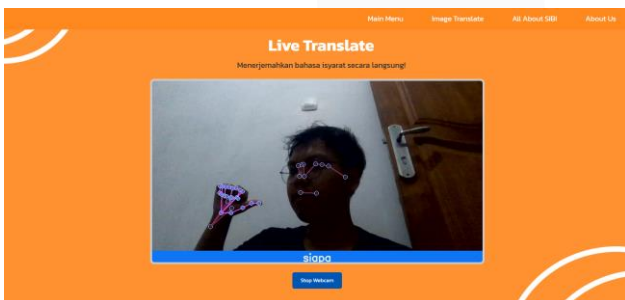 Main Menu Image Translate All About SIBI About Us
Live Translate
Menerjemahkan bahasa isyarat secara langsung!
siapa
Stop Webcam